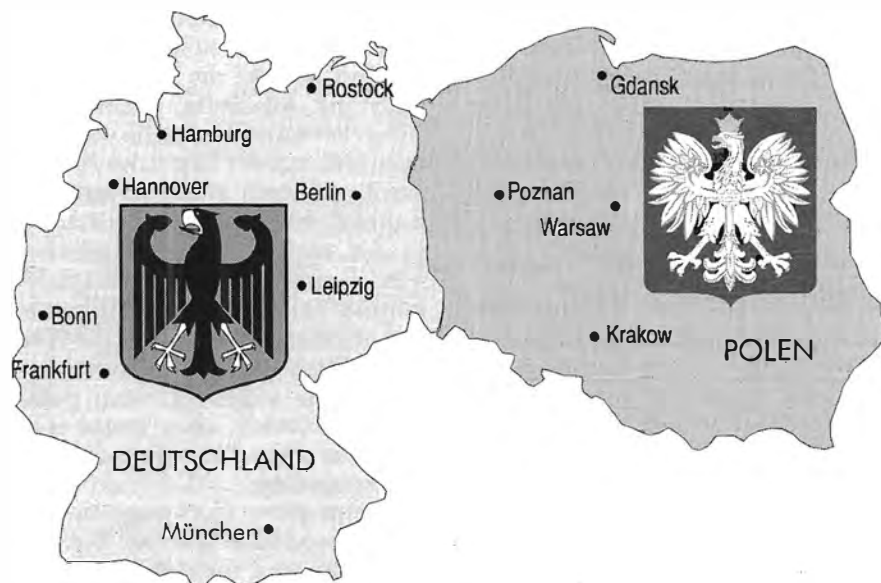 Rostock
Gdansk
Hamburg
Hannover
Berlin
Poznan
Warsaw
Leipzig
Bonn
Krakow
POLEN
Frankfurt
DEUTSCHLAND
München